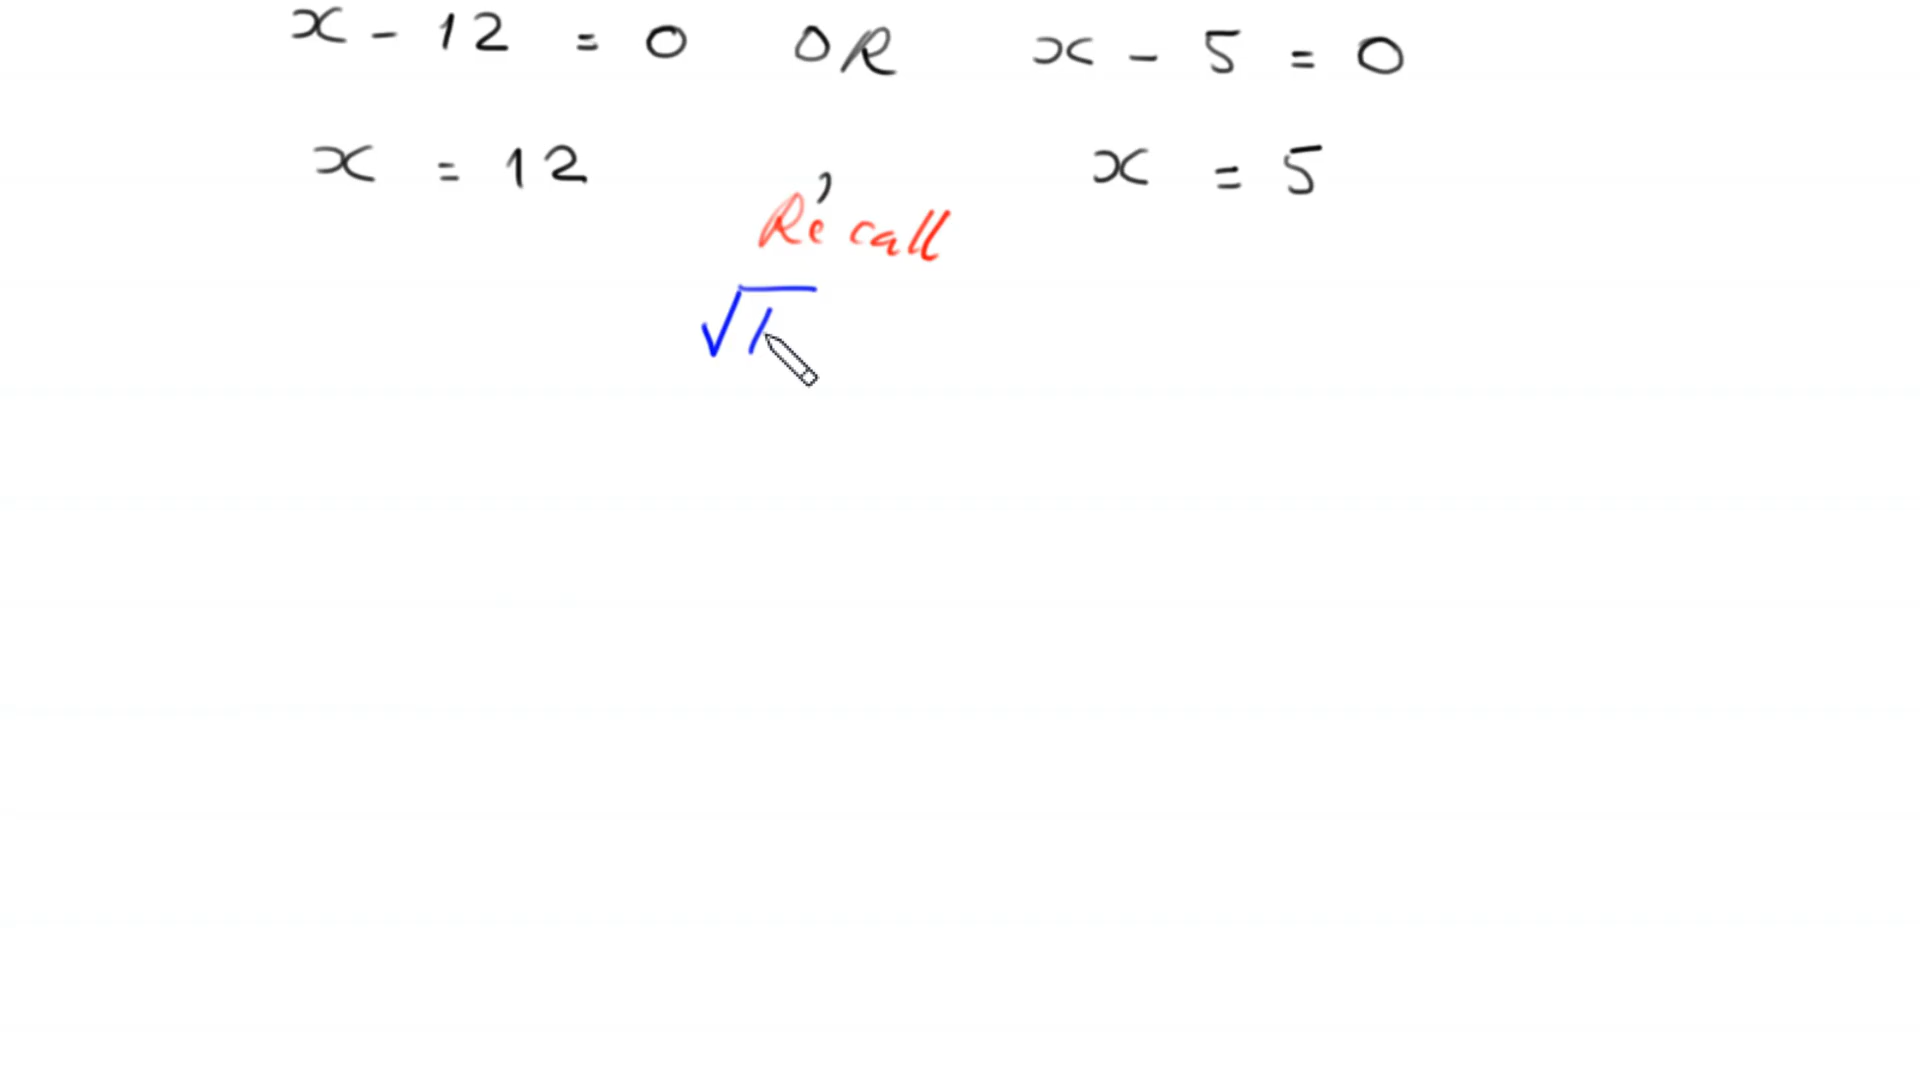 x - 12 = 0 OR x - 5 = 0
x = 12 , x = 5
Recall
√